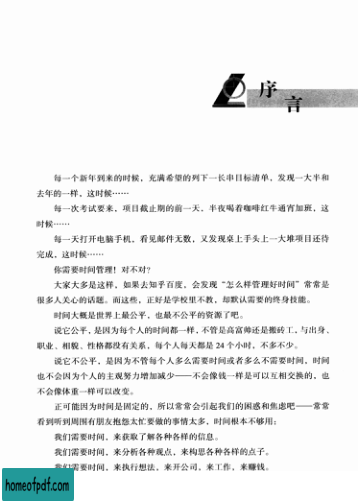 序
言
每一个新年到来的时候，充满希望的列下一长串目标清单，发现一大半和
去年的一样，这时候……
每一次考试要来，项目截止期的前一天，半夜喝着咖啡红牛通宵加班，这
时候……
每一天打开电脑手机，看见邮件无数，又发现桌上手头上一大堆项目还待
完成，这时候……
你需要时间管理！对不对？
大家大多是这样，如果去知乎百度，会发现“怎么样管理好时间”常常是
很多人关心的话题。而这些，正好是学校里不教，却默认需要的终身技能。
时间大概是世界上最公平，也最不公平的资源了吧。
说它公平，是因为每个人的时间都一样，不管是高富帅还是搬砖工，与出身、
职业、相貌、性格都没有关系，每个人每天都是 24 个小时，不多不少。
说它不公平，是因为不管每个人多么需要时间或者多么不需要时间，时间
也不会因为个人的主观努力增加减少——不会像钱一样是可以互相交换的，也
不会像体重一样可以改变。
正可能因为时间是固定的，所以常常会引起我们的困惑和焦虑吧——常常
看到听到周围有朋友抱怨太忙要做的事情太多，时间根本不够用：
我们需要时间，来获取了解各种各样的信息。
我们需要时间，来分析各种观点，来构思各种各样的点子。
我们需要时间，来执行想法，来开公司，来工作，来赚钱。
homeofpdf.com